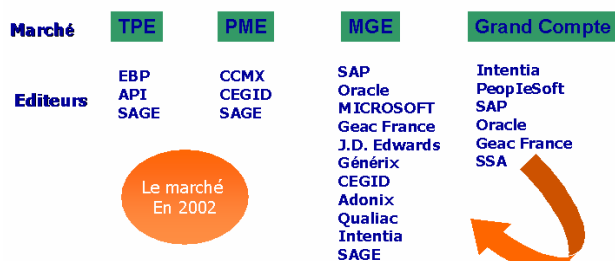 Marché TPE PME MGE Grand Compte
Editeurs
EBP
API
SAGE
CCMX
CEGID
SAGE
SAP
Oracle
MICROSOFT
Geac France
J.D. Edwards
Générix
CEGID
Adonix
Qualiac
Intentia
SAGE
Intentia
PeopleSoft
SAP
Oracle
Geac France
SSA
Le marché
En 2002